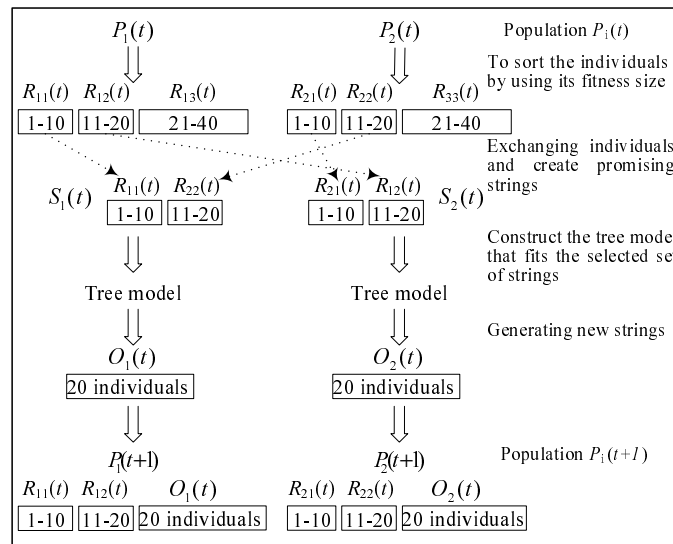 P₁(t) P₂(t) Population Pᵢ(t)
To sort the individuals
by using its fitness size
R₁₁(t) R₁₂(t) R₁₃(t) R₂₁(t) R₂₂(t) R₃₃(t)
1-10 11-20 21-40 1-10 11-20 21-40
Exchanging individuals
and create promising
strings
S₁(t) R₁₁(t) R₂₂(t) R₂₁(t) R₁₂(t) S₂(t)
1-10 11-20 1-10 11-20
Construct the tree mode
that fits the selected se
of strings
Tree model Tree model
Generating new strings
O₁(t) O₂(t)
20 individuals 20 individuals
P₁(t+1) P₂(t+1) Population Pᵢ(t+1)
R₁₁(t) R₁₂(t) O₁(t) R₂₁(t) R₂₂(t) O₂(t)
1-10 11-20 20 individuals 1-10 11-20 20 individuals